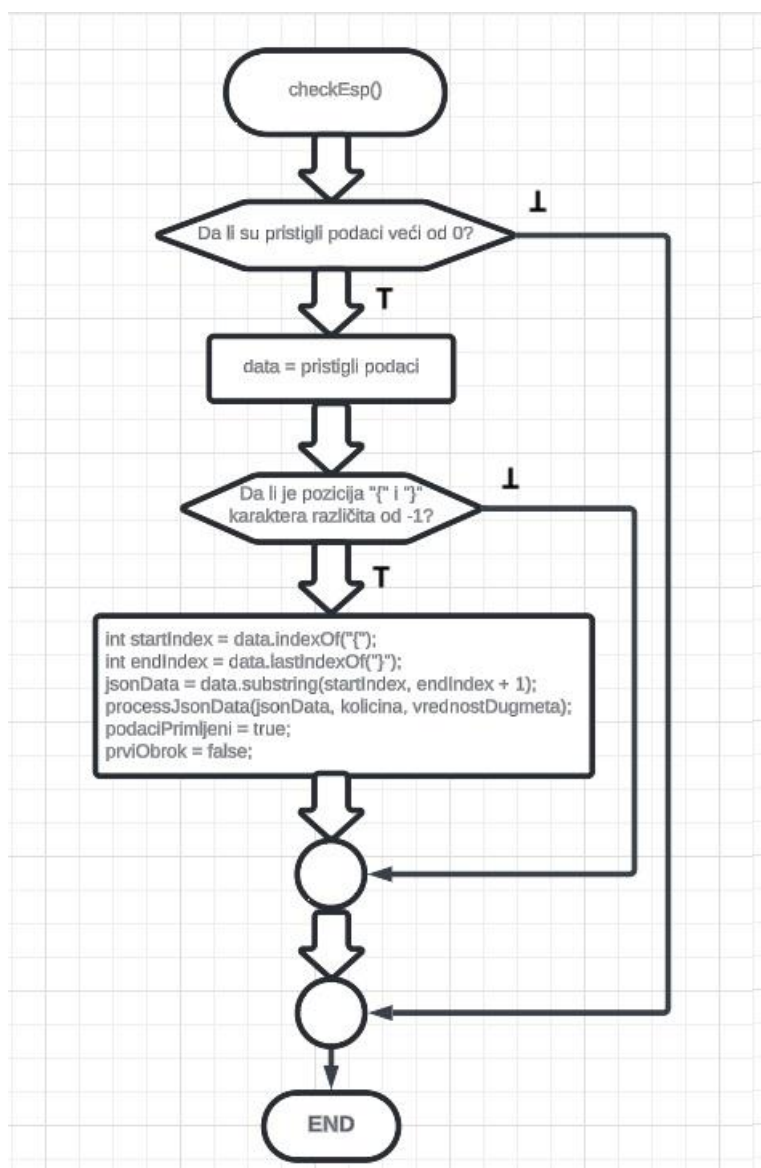 checkEsp()
⊥
Da li su pristigli podaci veći od 0?
T
data = pristigli podaci
⊥
Da li je pozicija "{" i "}"
karaktera različita od -1?
T
int startIndex = data.indexOf("{");
int endIndex = data.lastIndexOf("}");
jsonData = data.substring(startIndex, endIndex + 1);
processJsonData(jsonData, kolicina, vrednostDugmeta);
podaciPrimljeni = true;
prviObrok = false;
END